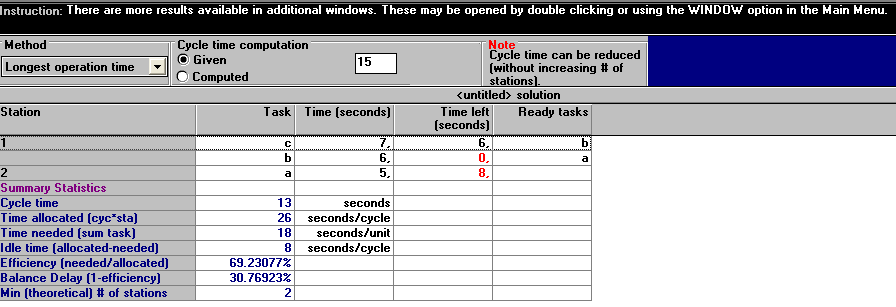 Instruction: There are more results available in additional windows. These may be opened by double clicking or using the WINDOW option in the Main Menu.
Method
Longest operation time
Cycle time computation
Given
Computed
15
Note
Cycle time can be reduced
(without increasing # of
stations).
<untitled> solution
Station Task Time (seconds) Time left (seconds) Ready tasks
1 c 7, 6, b
b 6, 0, a
2 a 5, 8,
Summary Statistics
Cycle time 13 seconds
Time allocated (cyc*sta) 26 seconds/cycle
Time needed (sum task) 18 seconds/unit
Idle time (allocated-needed) 8 seconds/cycle
Efficiency (needed/allocated) 69.23077%
Balance Delay (1-efficiency) 30.76923%
Min (theoretical) # of stations 2